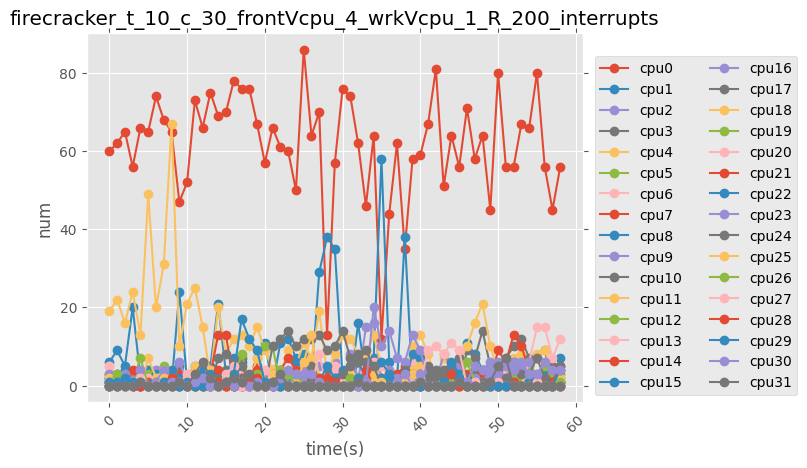 firecracker_t_10_c_30_frontVcpu_4_wrkVcpu_1_R_200_interrupts
num
80
60
40
20
0
0
10
20
30
40
50
60
time(s)
cpu0
cpu1
cpu2
cpu3
cpu4
cpu5
cpu6
cpu7
cpu8
cpu9
cpu10
cpu11
cpu12
cpu13
cpu14
cpu15
cpu16
cpu17
cpu18
cpu19
cpu20
cpu21
cpu22
cpu23
cpu24
cpu25
cpu26
cpu27
cpu28
cpu29
cpu30
cpu31